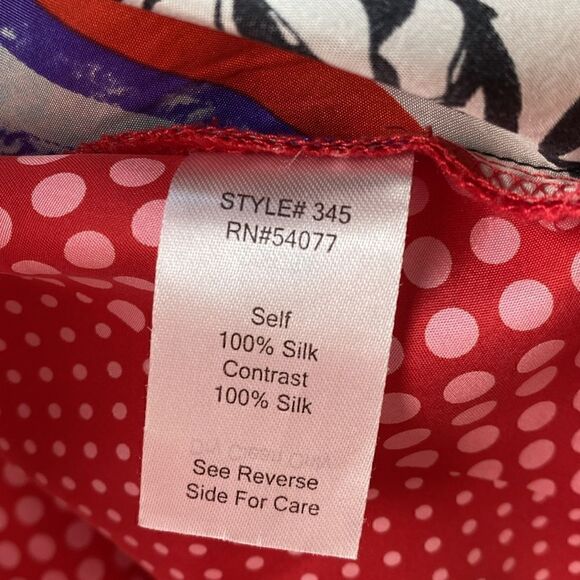 STYLE# 345
RN#54077
Self
100% Silk
Contrast
100% Silk
See Reverse
Side For Care